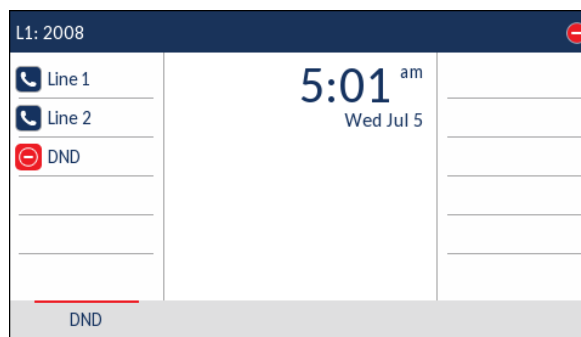 L1: 2008
Line 1
Line 2
DND
5:01 am
Wed Jul 5
DND